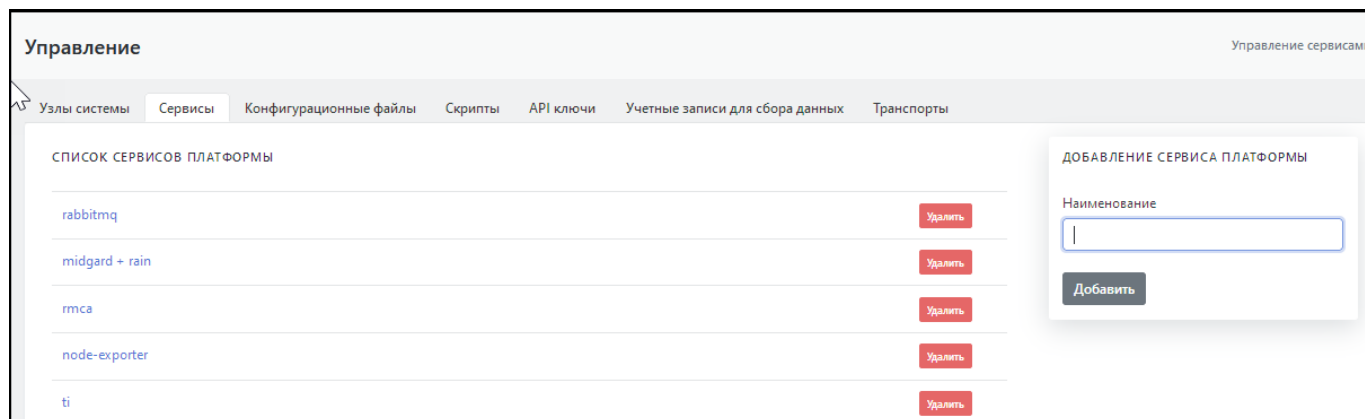 Управление
Управление сервисами
Узлы системы Сервисы Конфигурационные файлы Скрипты API ключи Учетные записи для сбора данных Транспорты
СПИСОК СЕРВИСОВ ПЛАТФОРМЫ
rabbitmq Удалить
midgard + rain Удалить
rmca Удалить
node-exporter Удалить
ti Удалить
ДОБАВЛЕНИЕ СЕРВИСА ПЛАТФОРМЫ
Наименование
Добавить